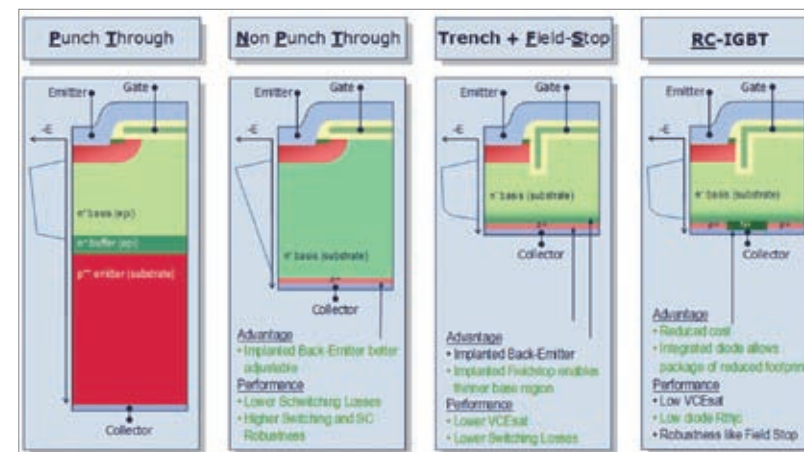 Punch Through
Emitter
Gate
-E
n- basis (epi)
n+ buffer (epi)
p++ emitter (substrate)
Collector
Non Punch Through
Emitter
Gate
-E
n- basis (substrate)
Collector
Advantage
• Implanted Back-Emitter better
adjustable
Performance
• Lower Schwitching Losses
• Higher Switching and SC
Robustness
Trench + Field-Stop
Emitter
Gate
-E
n- basis (substrate)
Collector
Advantage
• Implanted Back-Emitter
• Implanted Fieldstop enables
thinner base region
Performance
• Lower VCEsat
• Lower Switching Losses
RC-IGBT
Emitter
Gate
-E
n- basis (substrate)
Collector
Advantage
• Reduced cost
• Integrated diode allows
package of reduced footprint
Performance
• Low VCEsat
• Low diode Rthjc
• Robustness like Field Stop